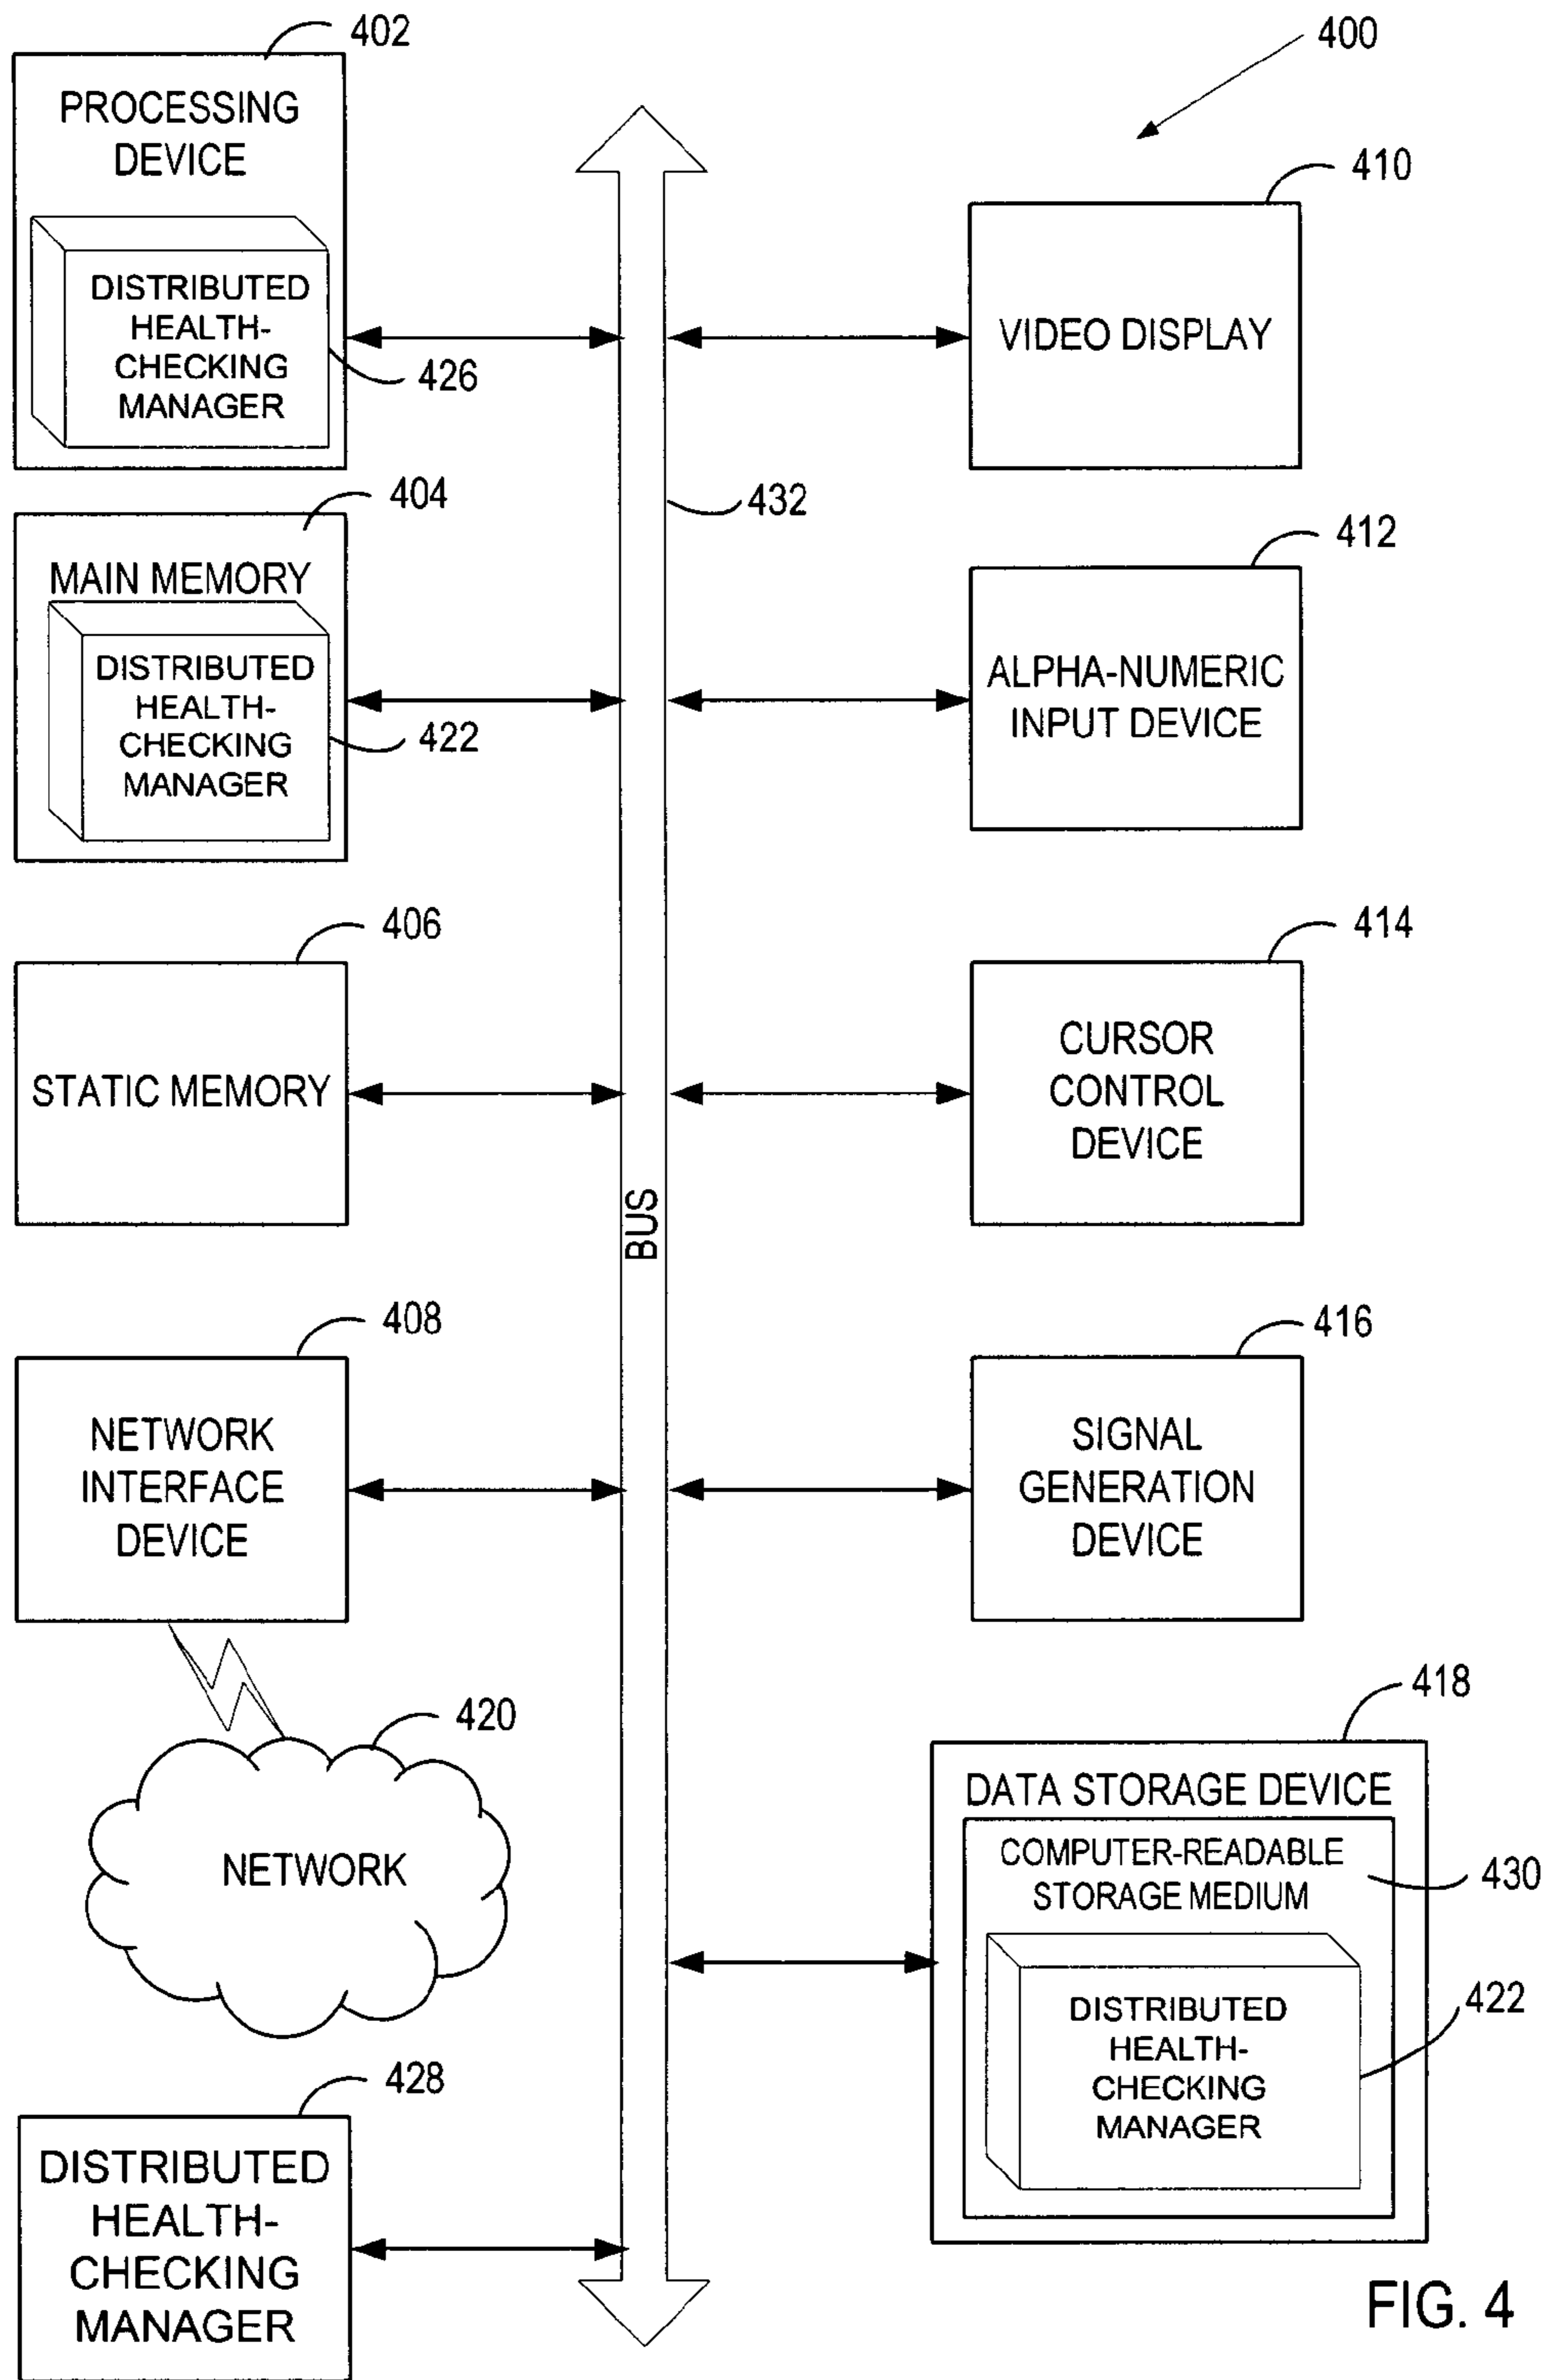 402
PROCESSING
DEVICE
DISTRIBUTED
HEALTH-
CHECKING
MANAGER
426
404
MAIN MEMORY
DISTRIBUTED
HEALTH-
CHECKING
MANAGER
422
406
STATIC MEMORY
408
NETWORK
INTERFACE
DEVICE
420
NETWORK
428
DISTRIBUTED
HEALTH-
CHECKING
MANAGER
432
BUS
400
410
VIDEO DISPLAY
412
ALPHA-NUMERIC
INPUT DEVICE
414
CURSOR
CONTROL
DEVICE
416
SIGNAL
GENERATION
DEVICE
418
DATA STORAGE DEVICE
COMPUTER-READABLE
STORAGE MEDIUM
430
DISTRIBUTED
HEALTH-
CHECKING
MANAGER
422
FIG. 4